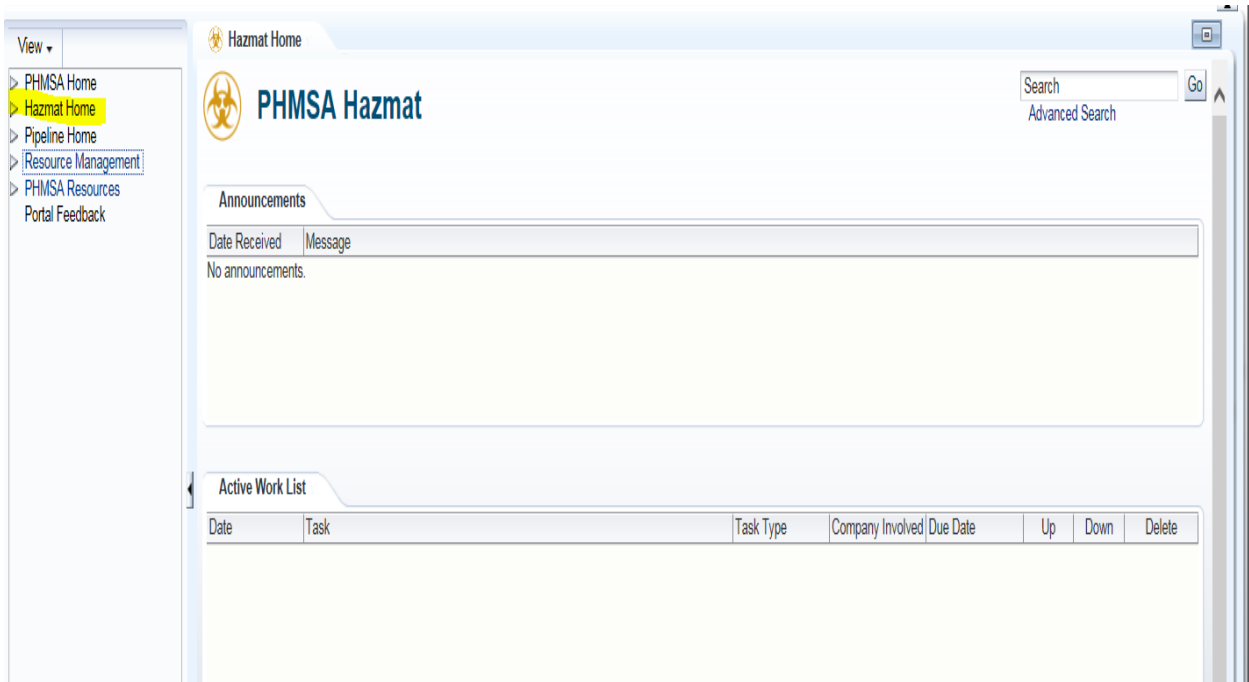 View
PHMSA Home
Hazmat Home
Pipeline Home
Resource Management
PHMSA Resources
Portal Feedback
Hazmat Home
PHMSA Hazmat
Search Go
Advanced Search
Announcements
Date Received Message
No announcements.
Active Work List
Date Task Task Type Company Involved Due Date Up Down Delete